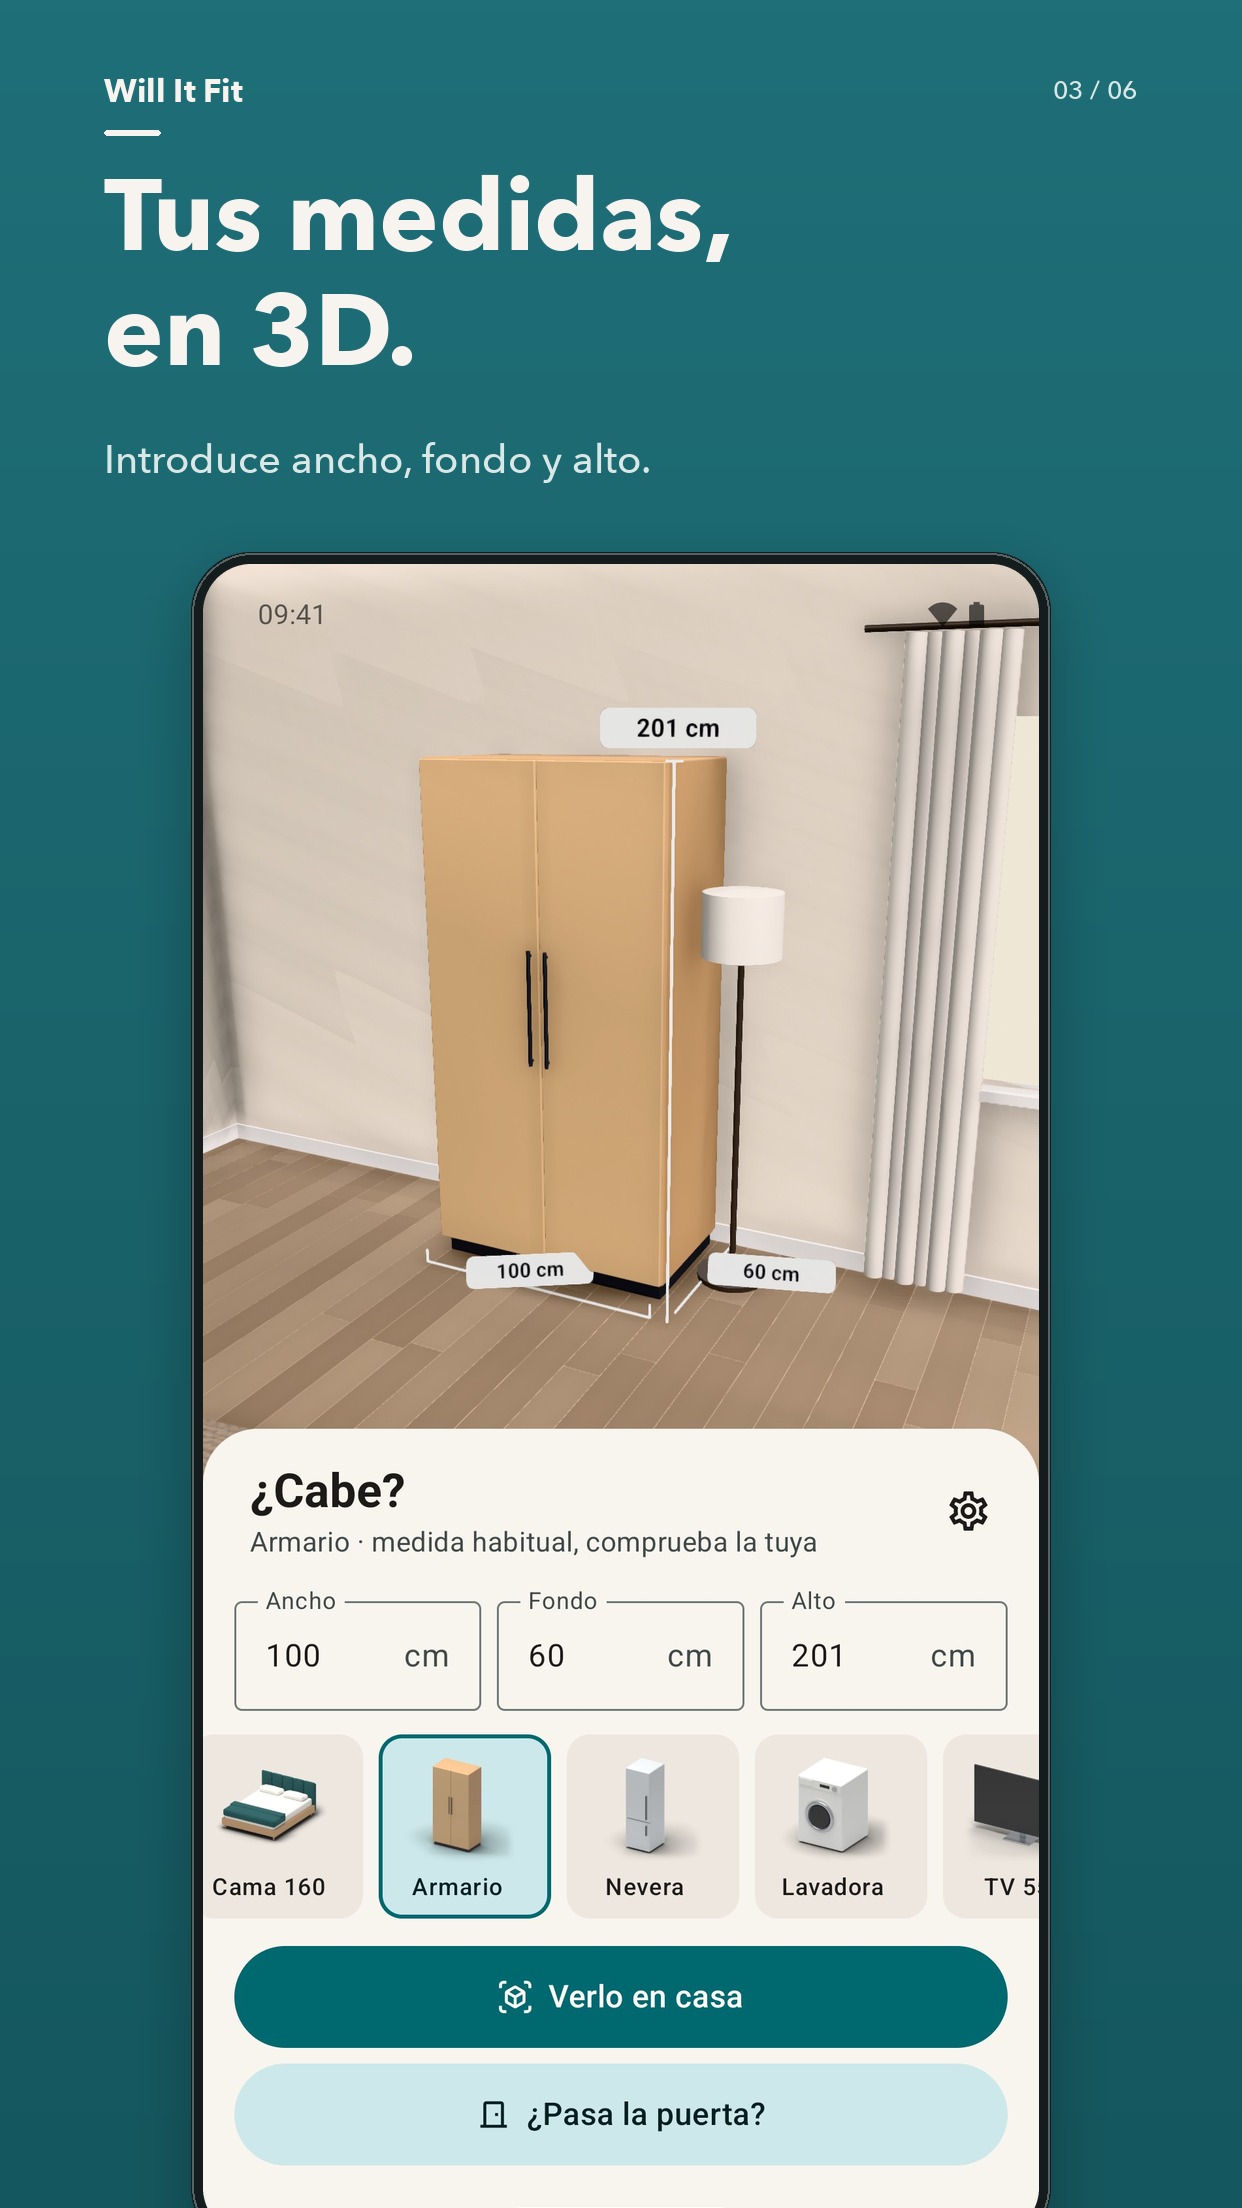 Will It Fit
03 / 06
Tus medidas,
en 3D.
Introduce ancho, fondo y alto.
09:41
201 cm
100 cm
60 cm
¿Cabe?
Armario · medida habitual, comprueba la tuya
Ancho
Fondo
Alto
100 cm
60 cm
201 cm
Cama 160
Armario
Nevera
Lavadora
TV
Verlo en casa
¿Pasa la puerta?